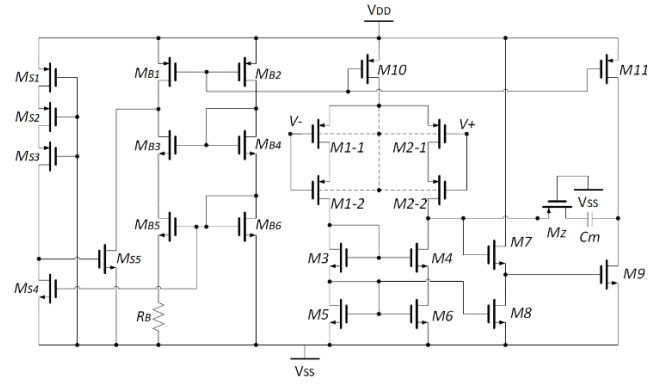 VDD
MS1
MB1
MB2
M10
M11
MS2
V-
V+
MS3
MB3
MB4
M1-1
M2-1
M1-2
M2-2
VSS
MB5
MB6
MZ
Cm
MS5
M3
M4
M7
M9
MS4
RB
M5
M6
M8
VSS